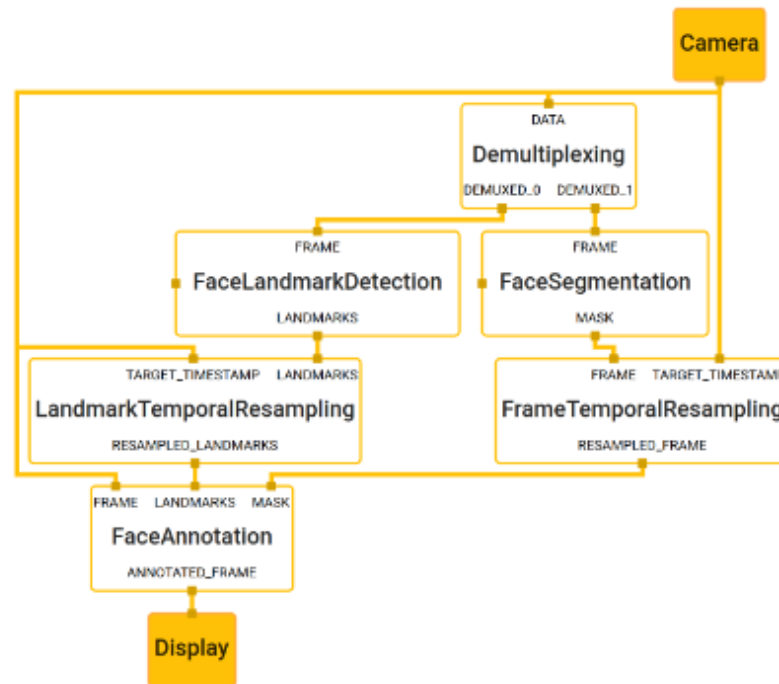 Camera
DATA
Demultiplexing
DEMUXED_0 DEMUXED_1
FRAME
FaceLandmarkDetection
LANDMARKS
FRAME
FaceSegmentation
MASK
TARGET_TIMESTAMP LANDMARKS
LandmarkTemporalResampling
RESAMPLED_LANDMARKS
FRAME TARGET_TIMESTAMP
FrameTemporalResampling
RESAMPLED_FRAME
FRAME LANDMARKS MASK
FaceAnnotation
ANNOTATED_FRAME
Display